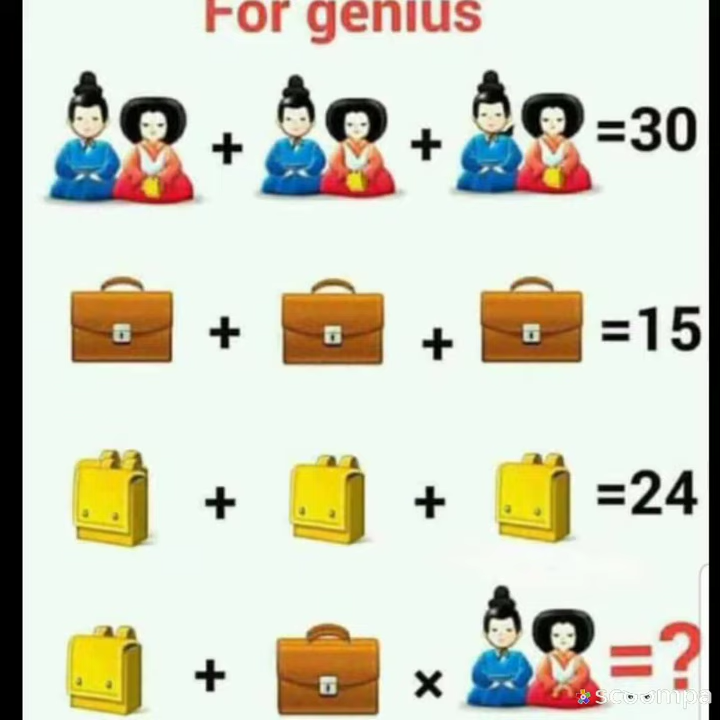 For genius
+ + =30
+ + =15
+ + =24
+ × =?
scoompa